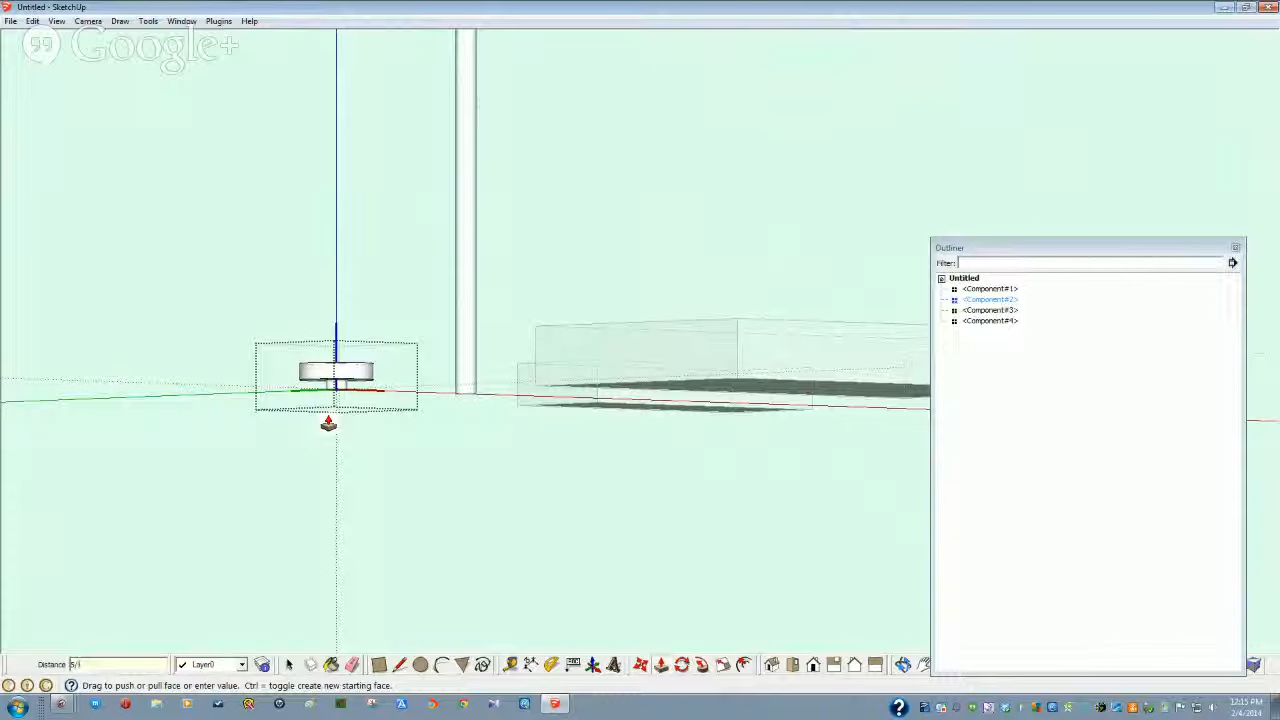 Untitled - SketchUp
File Edit View Camera Draw Tools Window Plugins Help
Google+
Outliner
Filter:
Untitled
<Component#1>
<Component#2>
<Component#3>
<Component#4>
Distance 5/ Layer0
Drag to push or pull face or enter value. Ctrl = toggle create new starting face.
12:15 PM
2/4/2014